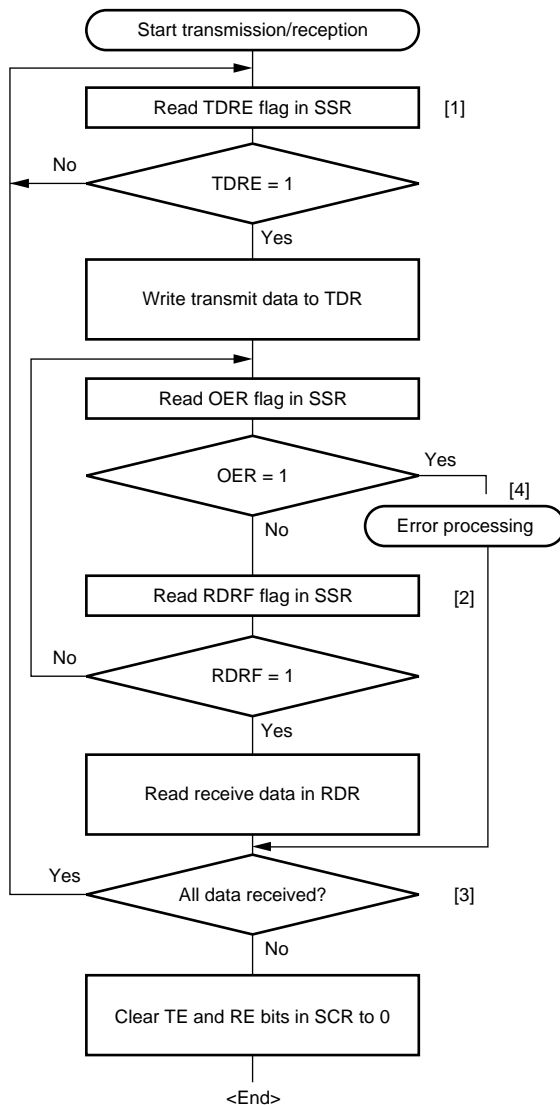 Start transmission/reception
Read TDRE flag in SSR
[1]
No
TDRE = 1
Yes
Write transmit data to TDR
Read OER flag in SSR
Yes
OER = 1
[4]
No
Error processing
Read RDRF flag in SSR
[2]
No
RDRF = 1
Yes
Read receive data in RDR
Yes
All data received?
[3]
No
Clear TE and RE bits in SCR to 0
<End>